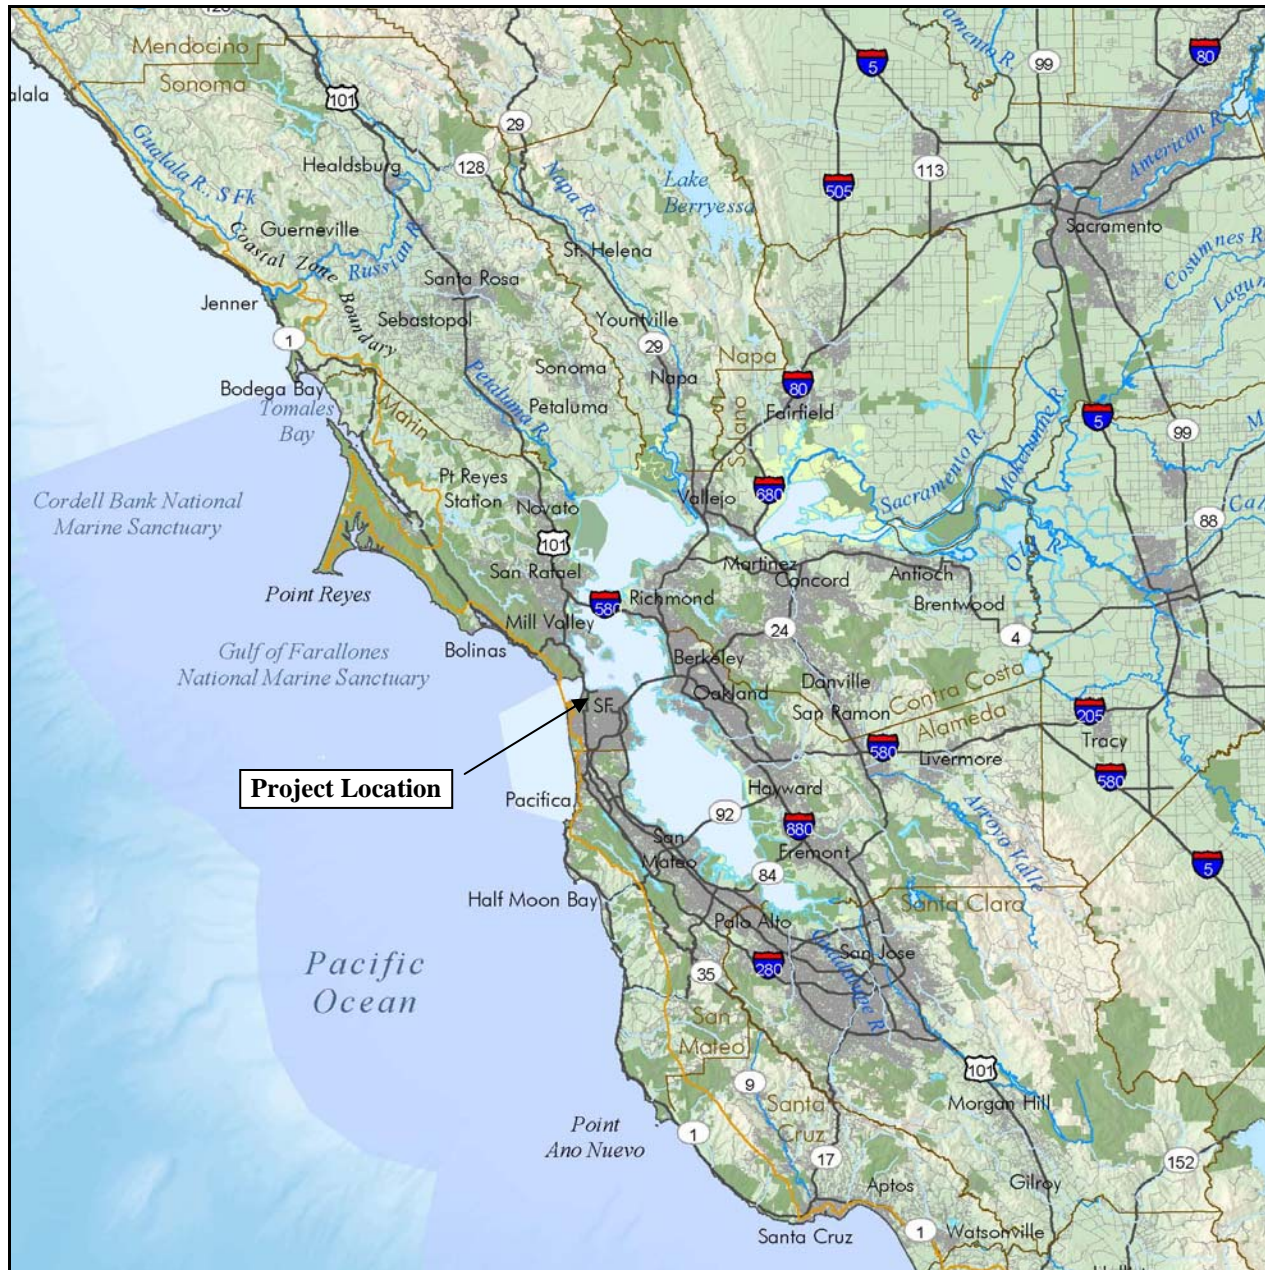 128
Mendocino
Sonoma
alala
101
29
128
Healdsburg
Gualala R., S Fk
Napa R.
Lake
Berryessa
5
99
80
American R.
505
113
Sacramento
Cosumnes R.
Guerneville
Coastal Zone Boundary
Russian R.
St. Helena
Santa Rosa
Jenner
Sebastopol
Yountville
1
29
Napa
Sonoma
Napa
80
Fairfield
Solano
Bodega Bay
Tomales
Bay
Marin
Petaluma R.
Petaluma
5
99
Mokelumne R.
Sacramento R.
Cordell Bank National
Marine Sanctuary
Pt Reyes
Station
Novato
Vallejo
680
88
101
Martinez
Concord
Antioch
Brentwood
Old R.
San Rafael
Point Reyes
580
Richmond
Mill Valley
24
4
Bolinas
Berkeley
Gulf of Farallones
National Marine Sanctuary
Oakland
Danville
San Ramon
Contra Costa
Alameda
SF
205
Tracy
580
Livermore
580
Project Location
Pacifica
Hayward
92
880
Fremont
San
Mateo
84
Arroyo Valle
5
Half Moon Bay
Santa Clara
Palo Alto
Guadalupe R.
San Jose
Pacific
Ocean
35
280
San
Mateo
9
101
Morgan Hill
Santa
Cruz
Point
Ano Nuevo
1
17
152
Aptos
Gilroy
Santa Cruz
1
Watsonville